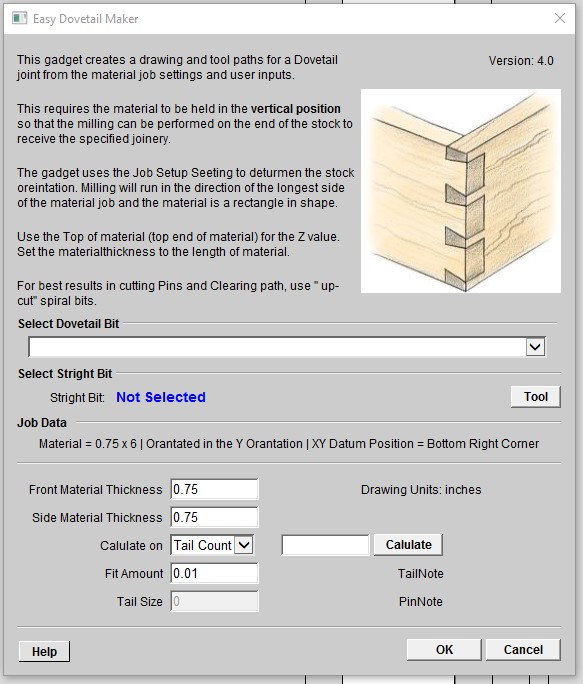 Easy Dovetail Maker
This gadget creates a drawing and tool paths for a Dovetail
joint from the material job settings and user inputs.
Version: 4.0
This requires the material to be held in the vertical position
so that the milling can be performed on the end of the stock to
receive the specified joinery.
The gadget uses the Job Setup Seeting to deturmen the stock
oreintation. Milling will run in the direction of the longest side
of the material job and the material is a rectangle in shape.
Use the Top of material (top end of material) for the Z value.
Set the materialthickness to the length of material.
For best results in cutting Pins and Clearing path, use " up-
cut" spiral bits.
Select Dovetail Bit
Select Stright Bit
Stright Bit: Not Selected
Tool
Job Data
Material = 0.75 x 6 | Orantated in the Y Orantation | XY Datum Position = Bottom Right Corner
Front Material Thickness 0.75
Drawing Units: inches
Side Material Thickness 0.75
Calulate on Tail Count
Calulate
Fit Amount 0.01
TailNote
Tail Size 0
PinNote
Help
OK
Cancel